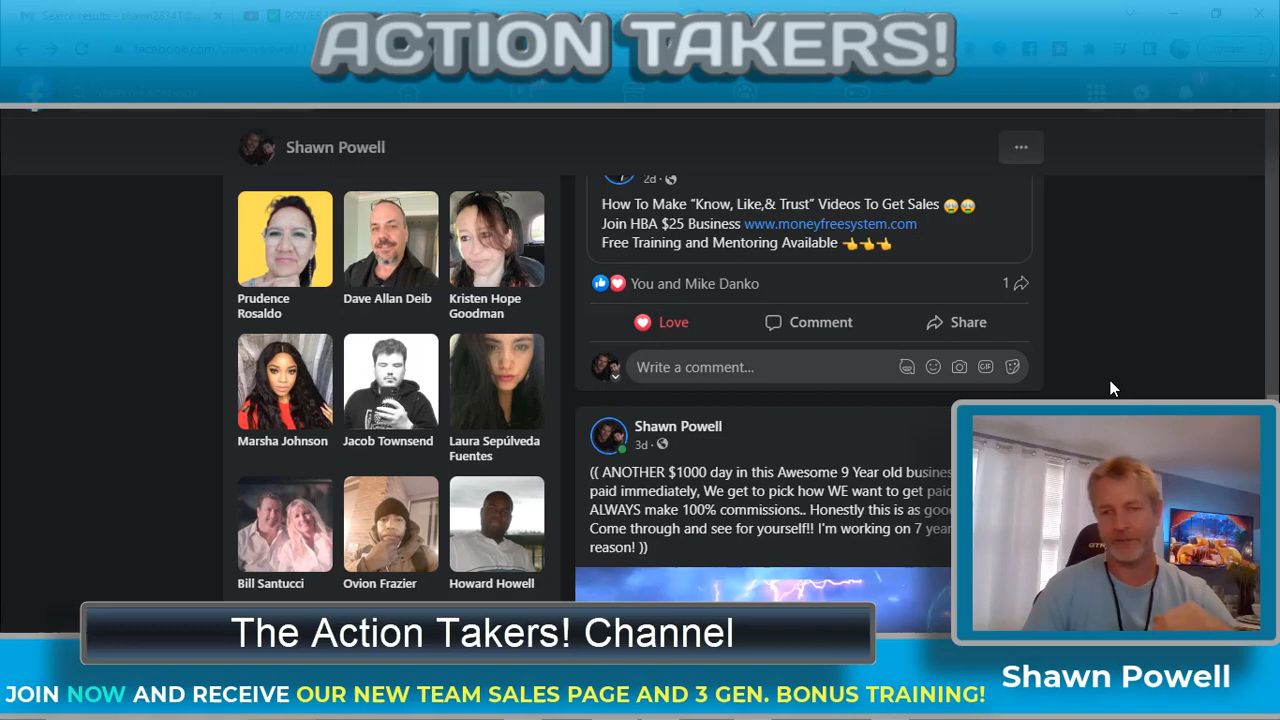 ACTION TAKERS!
Search results - shawn23341@
Shawn Powell
2d
How To Make “Know, Like,& Trust” Videos To Get Sales
Join HBA $25 Business www.moneyfreesystem.com
Free Training and Mentoring Available
You and Mike Danko
1
Love
Comment
Share
Write a comment...
GIF
Prudence
Rosaldo
Dave Allan Deib
Kristen Hope
Goodman
Marsha Johnson
Jacob Townsend
Laura Sepúlveda
Fuentes
Bill Santucci
Ovion Frazier
Howard Howell
Shawn Powell
3d
(( ANOTHER $1000 day in this Awesome 9 Year old
paid immediately, We get to pick how WE want to get
ALWAYS make 100% commissions.. Honestly this is as
Come through and see for yourself!! I'm working on 7
reason! ))
The Action Takers! Channel
Shawn Powell
JOIN NOW AND RECEIVE OUR NEW TEAM SALES PAGE AND 3 GEN. BONUS TRAINING!